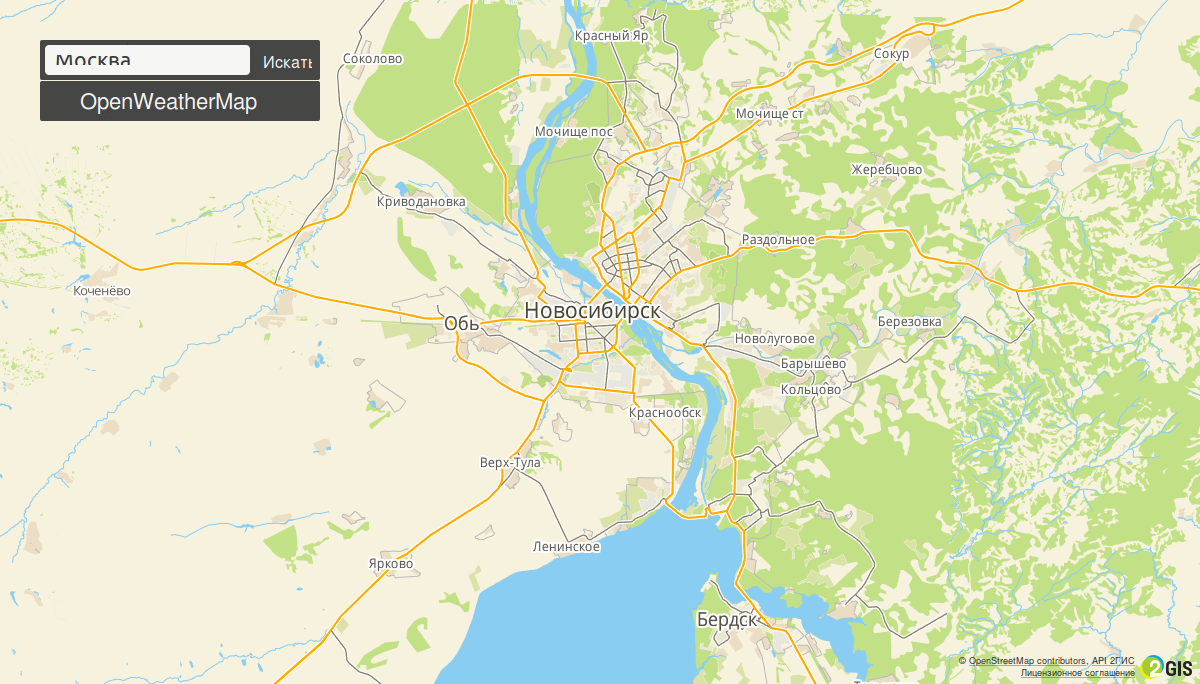 Красный Яр
Сокур
Москва
Искать
Соколово
OpenWeatherMap
Мочище ст
Мочище пос
Жеребцово
Криводановка
Раздольное
Коченёво
Новосибирск
Обь
Березовка
Новолуговое
Барышево
Кольцово
Краснообск
Верх-Тула
Ленинское
Ярково
Бердск
© OpenStreetMap contributors, API 2ГИС
Лицензионное соглашение
2GIS